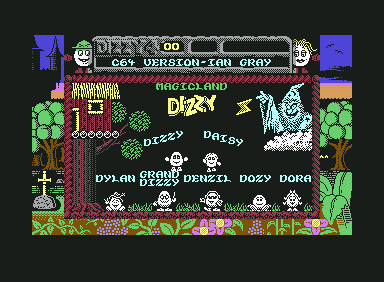 DIZZY 00
C64 VERSION-IAN GRAY
MAGICLAND
DIZZY
DIZZY DAISY
DYLAN GRAND DIZZY DENZIL DOZY DORA